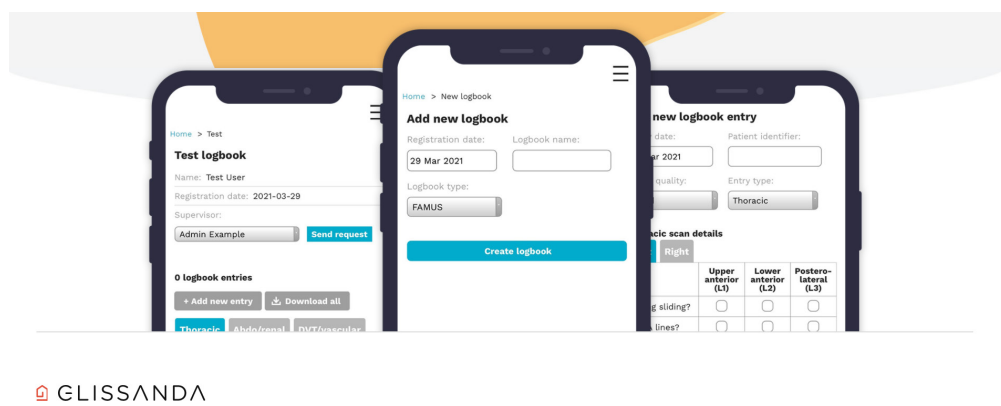 Home > Test
Test logbook
Name: Test User
Registration date: 2021-03-29
Supervisor:
Admin Example
Send request
0 logbook entries
+ Add new entry
Download all
Thoracic
Abdo/renal
DVT/vascular
Home > New logbook
Add new logbook
Registration date:
Logbook name:
29 Mar 2021
Logbook type:
FAMUS
Create logbook
new logbook entry
date:
Patient identifier:
2021
quality:
Entry type:
Thoracic
scan details
Right
Upper anterior (L1)
Lower anterior (L2)
Postero-lateral (L3)
sliding?
lines?
GLISSANDA